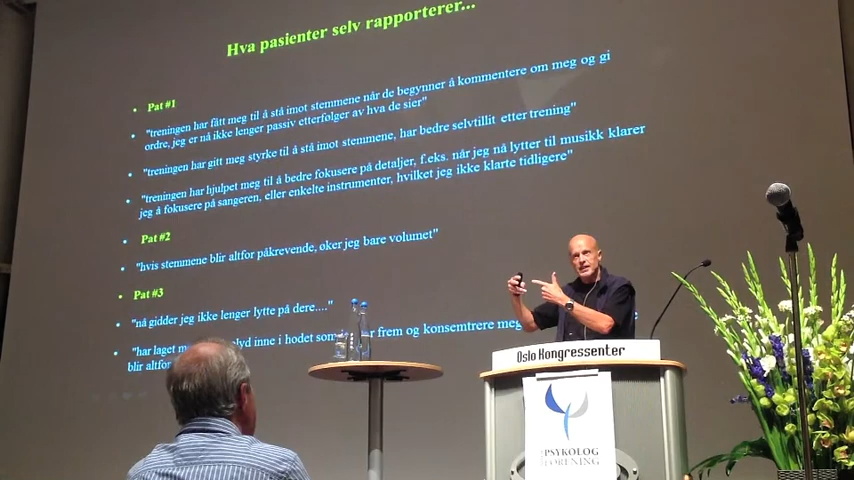 Hva pasienter selv rapporterer...
Pat #1
"treningen har fått meg til å stå imot stemmene når de begynner å kommentere om meg og gi
ordre, jeg er nå ikke lenger passiv etterfølger av hva de sier"
"treningen har gitt meg styrke til å stå imot stemmene, har bedre selvtillit etter trening"
"treningen har hjulpet meg til å bedre fokusere på detaljer, f.eks. når jeg nå lytter til musikk klarer
jeg å fokusere på sangeren, eller enkelte instrumenter, hvilket jeg ikke klarte tidligere"
Pat #2
"hvis stemmene blir altfor påkrevende, øker jeg bare volumet"
Pat #3
"nå gidder jeg ikke lenger lytte på dere...."
"har laget lyd inne i hodet frem og konsemtrere meg
blir altfor
Oslo Kongressenter
PSYKOLOG
FORENING